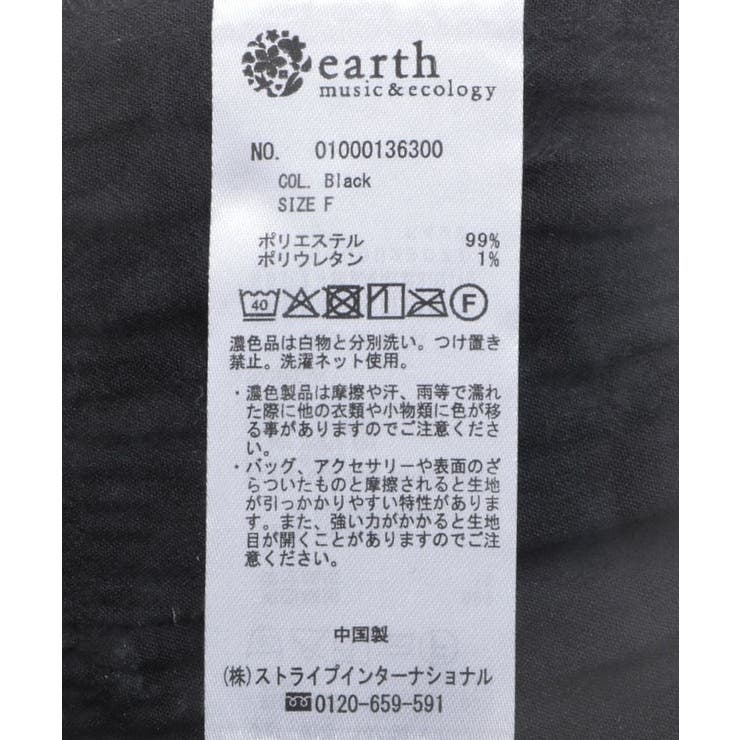 earth
music&ecology
NO. 01000136300
COL. Black
SIZE F
ポリエステル 99%
ポリウレタン 1%
40
F
濃色品は白物と分別洗い。つけ置き
禁止。洗濯ネット使用。
・濃色製品は摩擦や汗、雨等で濡れ
た際に他の衣類や小物類に色が移
る事がありますのでご注意くださ
い。
・バッグ、アクセサリーや表面のざ
らついたものと摩擦されると生地
が引っかかりやすい特性がありま
す。また、強い力がかかると生地
目が開くことがありますのでご注
意ください。
中国製
(株)ストライプインターナショナル
0120-659-591